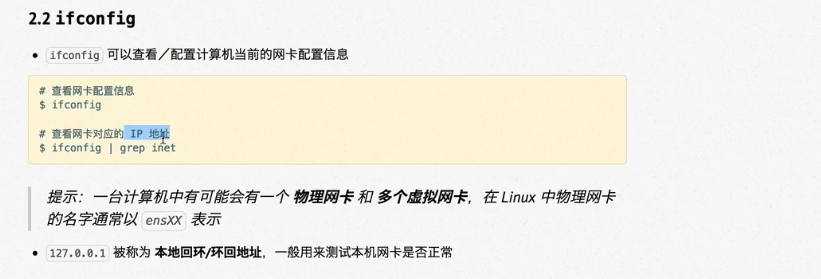 2.2 ifconfig
• ifconfig 可以查看／配置计算机当前的网卡配置信息
# 查看网卡配置信息
$ ifconfig
# 查看网卡对应的 IP 地址
$ ifconfig | grep inet
提示：一台计算机中有可能会有一个 物理网卡 和 多个虚拟网卡，在 Linux 中物理网卡
的名字通常以 ensXX 表示
• 127.0.0.1 被称为 本地回环/环回地址，一般用来测试本机网卡是否正常